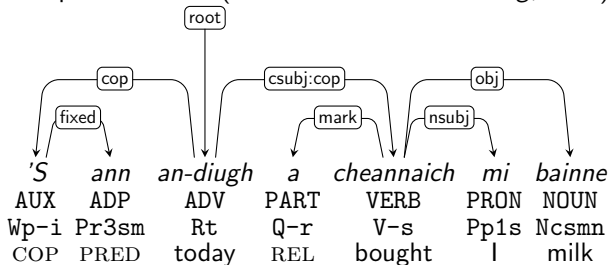 root
cop csubj:cop obj
fixed mark nsubj
'S ann an-diugh a cheannaich mi bainne
AUX ADP ADV PART VERB PRON NOUN
Wp-i Pr3sm Rt Q-r V-s Pp1s Ncsmn
COP PRED today REL bought I milk